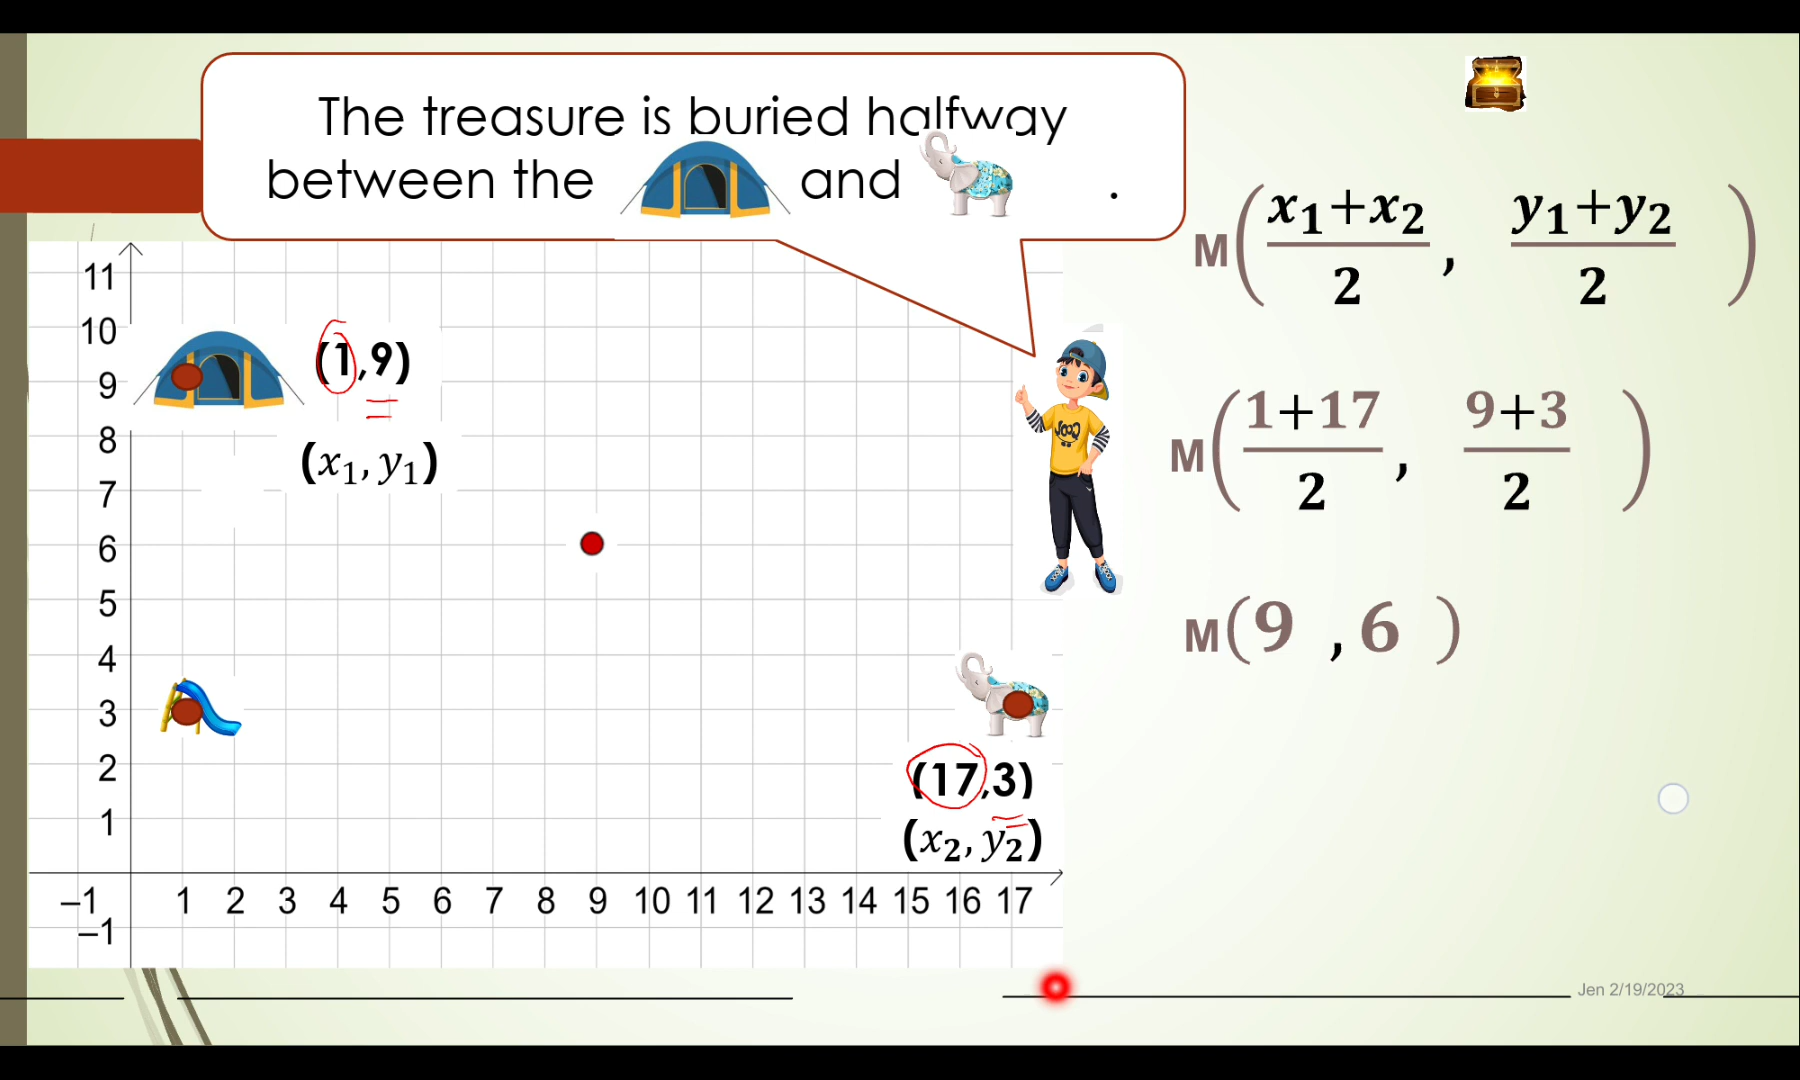 The treasure is buried halfway
between the and .
M(x₁+x₂/2, y₁+y₂/2)
11
10
(1,9)
9
8
(x₁, y₁)
7
M(1+17/2, 9+3/2)
6
5
M(9 ,6 )
4
3
2
(17,3)
1
(x₂, y₂)
–1 1 2 3 4 5 6 7 8 9 10 11 12 13 14 15 16 17
–1
Jen 2/19/2023